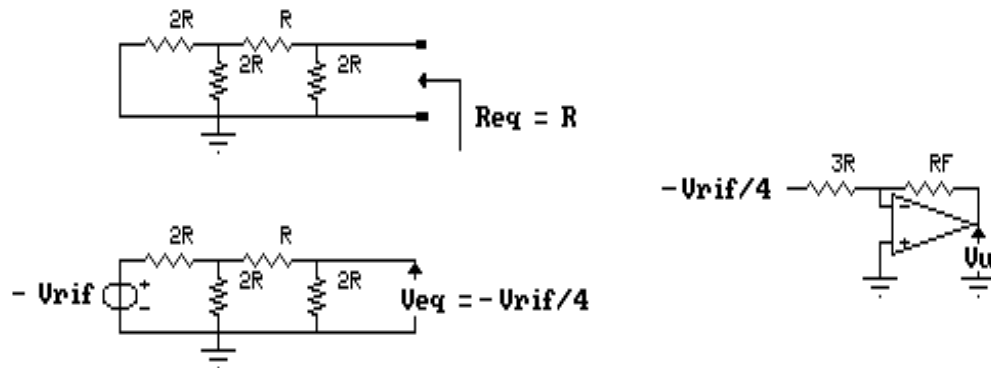 2R R
2R 2R
Req = R
3R RF
-Vrif/4
- +
Vu
2R R
- Vrif + - 2R 2R Veq = -Vrif/4